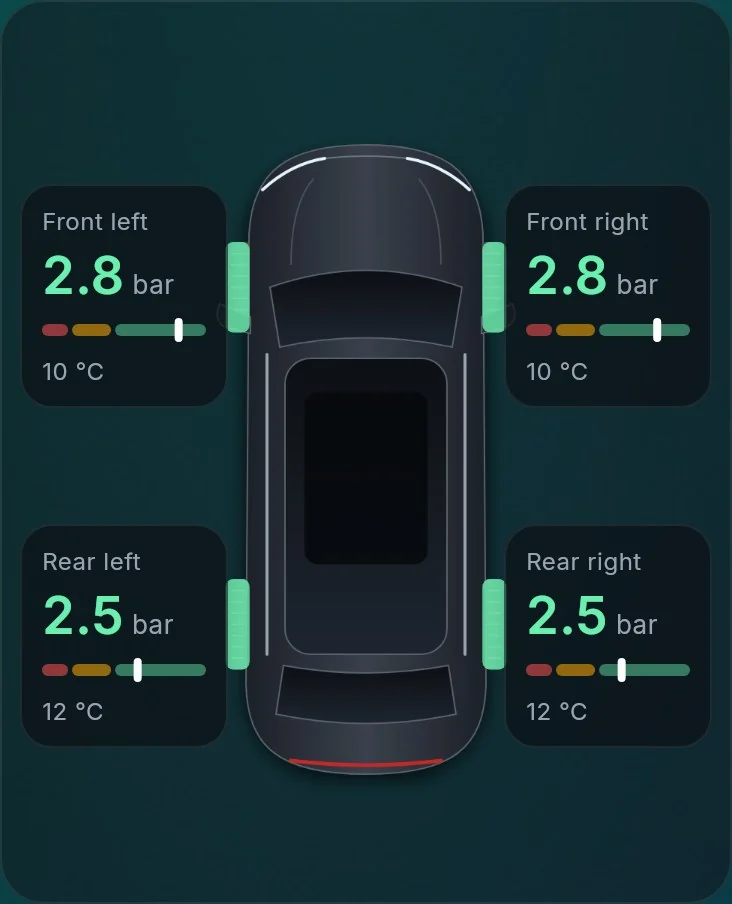 Front left
2.8 bar
10 °C
Front right
2.8 bar
10 °C
Rear left
2.5 bar
12 °C
Rear right
2.5 bar
12 °C